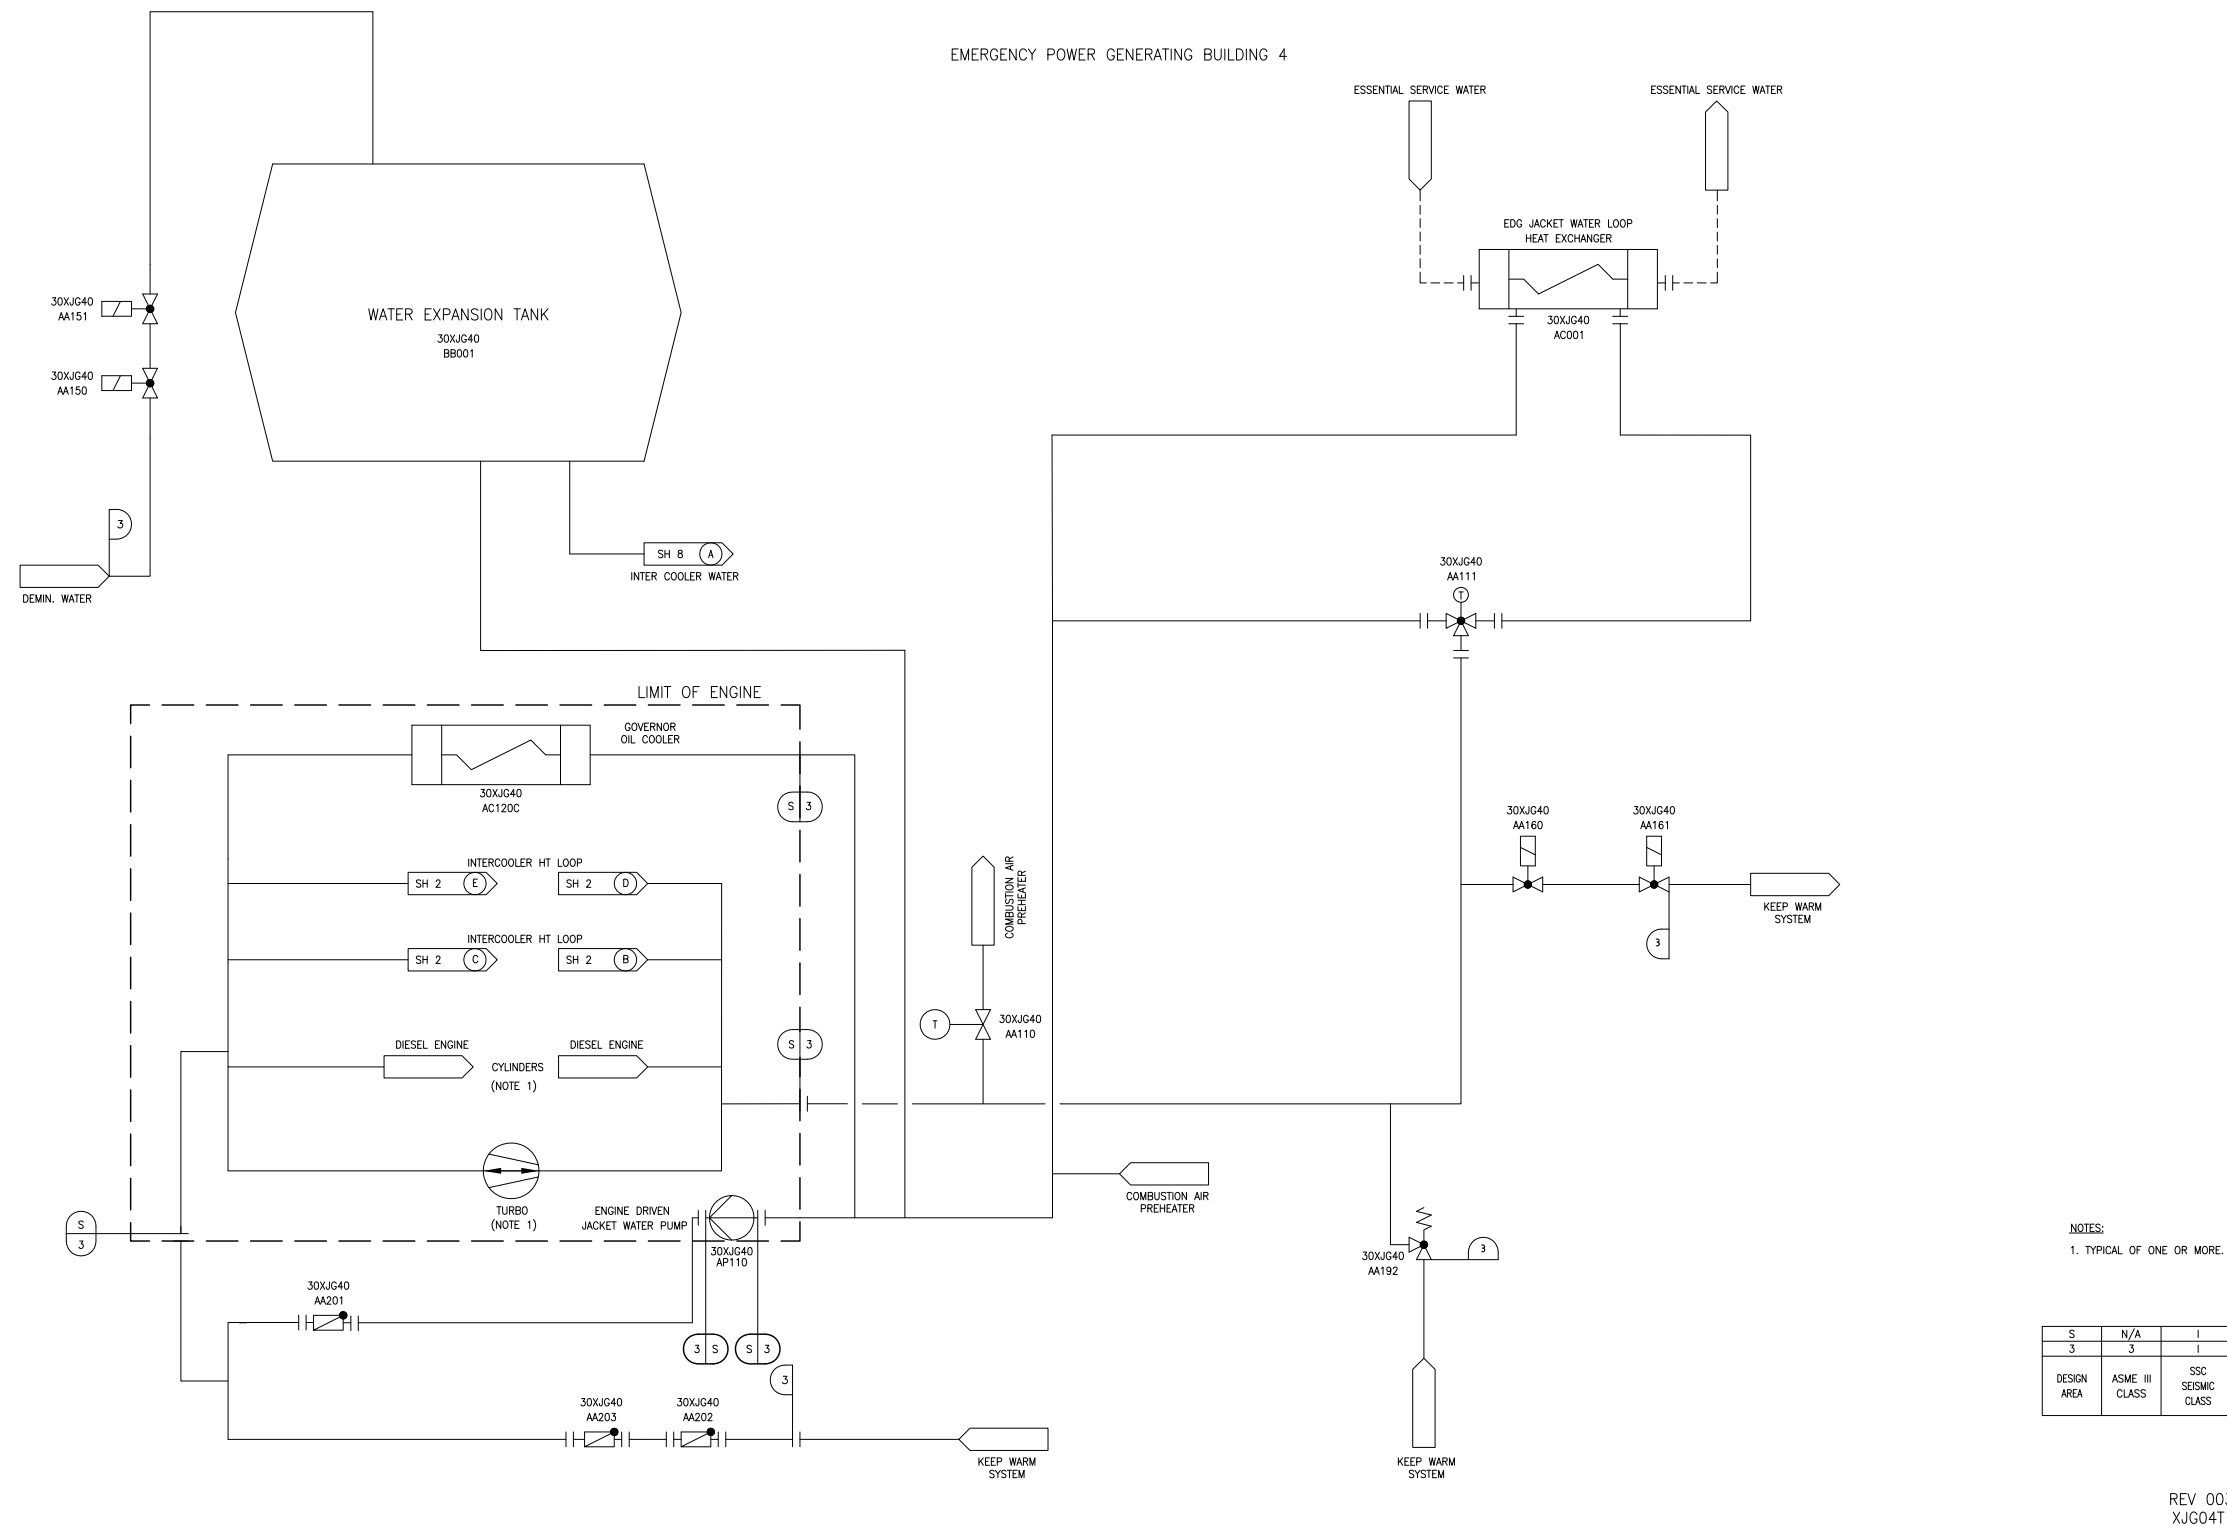 EMERGENCY POWER GENERATING BUILDING 4
ESSENTIAL SERVICE WATER
ESSENTIAL SERVICE WATER
EDG JACKET WATER LOOP
HEAT EXCHANGER
30XJG40
AC001
30XJG40
AA151
30XJG40
AA150
WATER EXPANSION TANK
30XJG40
BB001
3
DEMIN. WATER
SH 8 A
INTER COOLER WATER
30XJG40
AA111
T
LIMIT OF ENGINE
GOVERNOR
OIL COOLER
30XJG40
AC120C
S 3
INTERCOOLER HT LOOP
SH 2 E
SH 2 D
INTERCOOLER HT LOOP
SH 2 C
SH 2 B
DIESEL ENGINE
DIESEL ENGINE
CYLINDERS
(NOTE 1)
S 3
TURBO
(NOTE 1)
ENGINE DRIVEN
JACKET WATER PUMP
30XJG40
AP110
S
3
COMBUSTION AIR
PREHEATER
T
30XJG40
AA110
30XJG40
AA160
30XJG40
AA161
KEEP WARM
SYSTEM
3
COMBUSTION AIR
PREHEATER
30XJG40
AA192
3
KEEP WARM
SYSTEM
30XJG40
AA201
3 S
S 3
3
30XJG40
AA203
30XJG40
AA202
KEEP WARM
SYSTEM
NOTES:
1. TYPICAL OF ONE OR MORE.
S N/A I
3 3 I
DESIGN
AREA
ASME III
CLASS
SSC
SEISMIC
CLASS
REV 003
XJG04T